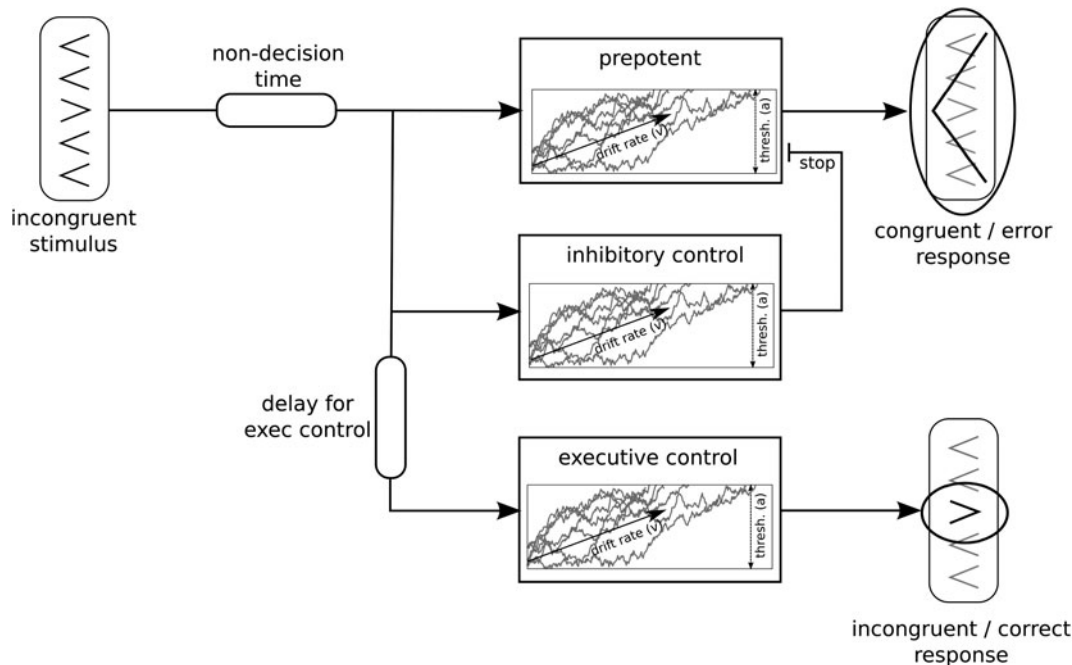 non-decision
time
prepotent
drift rate (v)
thresh. (a)
stop
incongruent
stimulus
congruent / error
response
inhibitory control
drift rate (v)
thresh. (a)
delay for
exec control
executive control
drift rate (v)
thresh. (a)
incongruent / correct
response